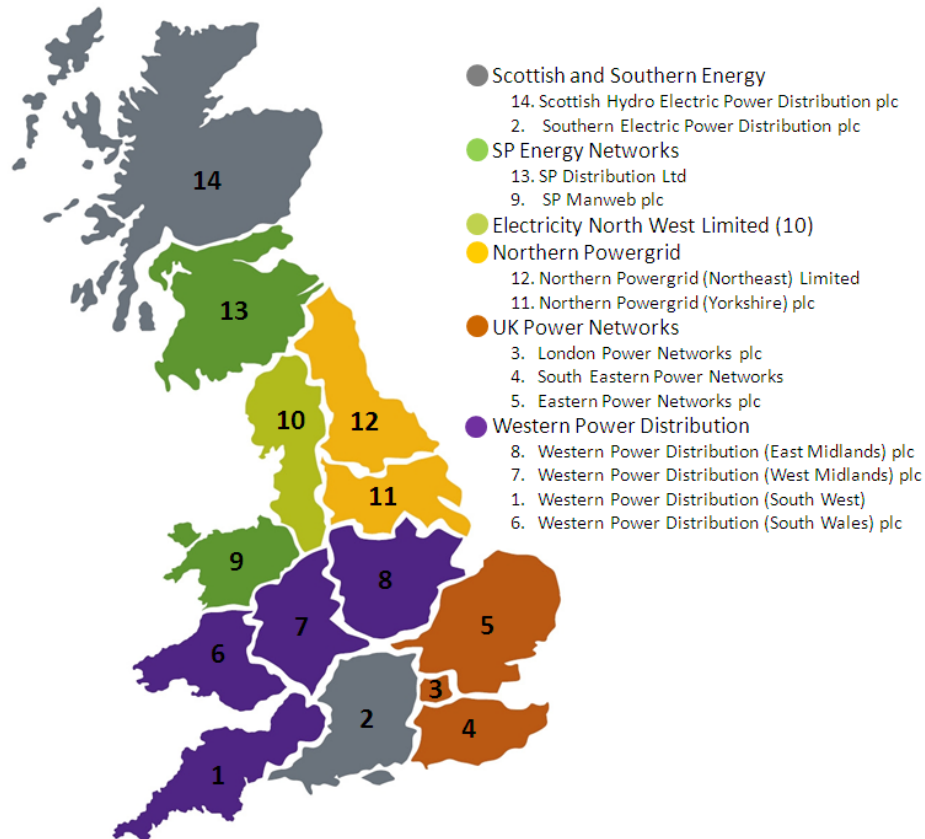 Scottish and Southern Energy
14. Scottish Hydro Electric Power Distribution plc
2. Southern Electric Power Distribution plc
SP Energy Networks
13. SP Distribution Ltd
9. SP Manweb plc
Electricity North West Limited (10)
Northern Powergrid
12. Northern Powergrid (Northeast) Limited
11. Northern Powergrid (Yorkshire) plc
UK Power Networks
3. London Power Networks plc
4. South Eastern Power Networks
5. Eastern Power Networks plc
Western Power Distribution
8. Western Power Distribution (East Midlands) plc
7. Western Power Distribution (West Midlands) plc
1. Western Power Distribution (South West)
6. Western Power Distribution (South Wales) plc
14
13
10
12
11
9
8
7
5
6
3
2
4
1